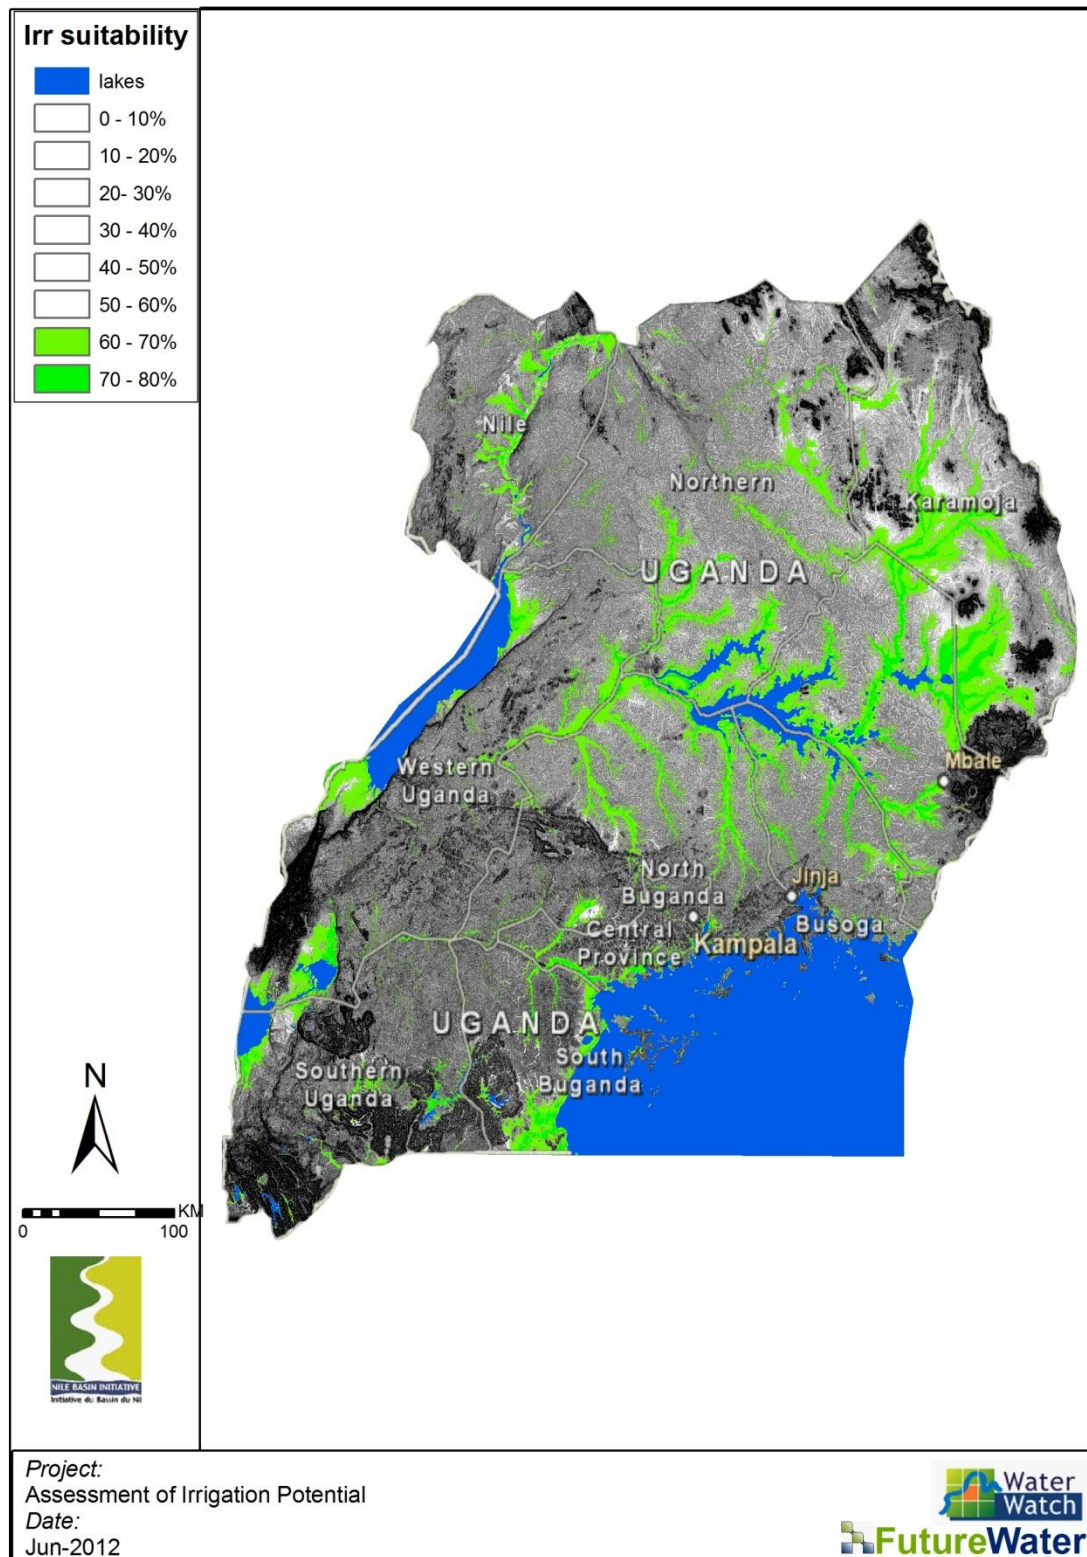 Irr suitability
lakes
0 - 10%
10 - 20%
20- 30%
30 - 40%
40 - 50%
50 - 60%
60 - 70%
70 - 80%
Nile
Northern
Karamoja
UGANDA
Western
Uganda
Mbale
North
Buganda
Jinja
Busoga
Central
Province
Kampala
UGANDA
South
Buganda
Southern
Uganda
N
KM
0 100
NILE BASIN INITIATIVE
Initiative du Bassin du Nil
Project:
Assessment of Irrigation Potential
Date:
Jun-2012
Water
Watch
FutureWater